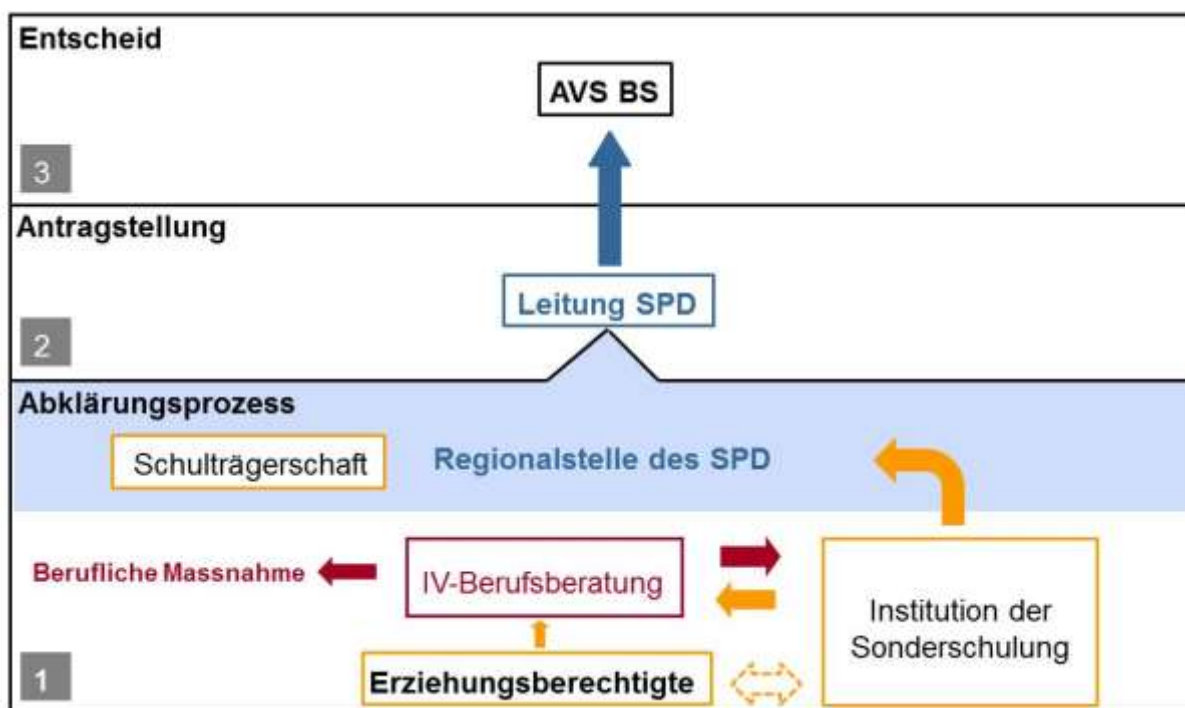 Entscheid
AVS BS
3
Antragstellung
Leitung SPD
2
Abklärungsprozess
Schulträgerschaft
Regionalstelle des SPD
Berufliche Massnahme
IV-Berufsberatung
Institution der
Sonderschulung
Erziehungsberechtigte
1